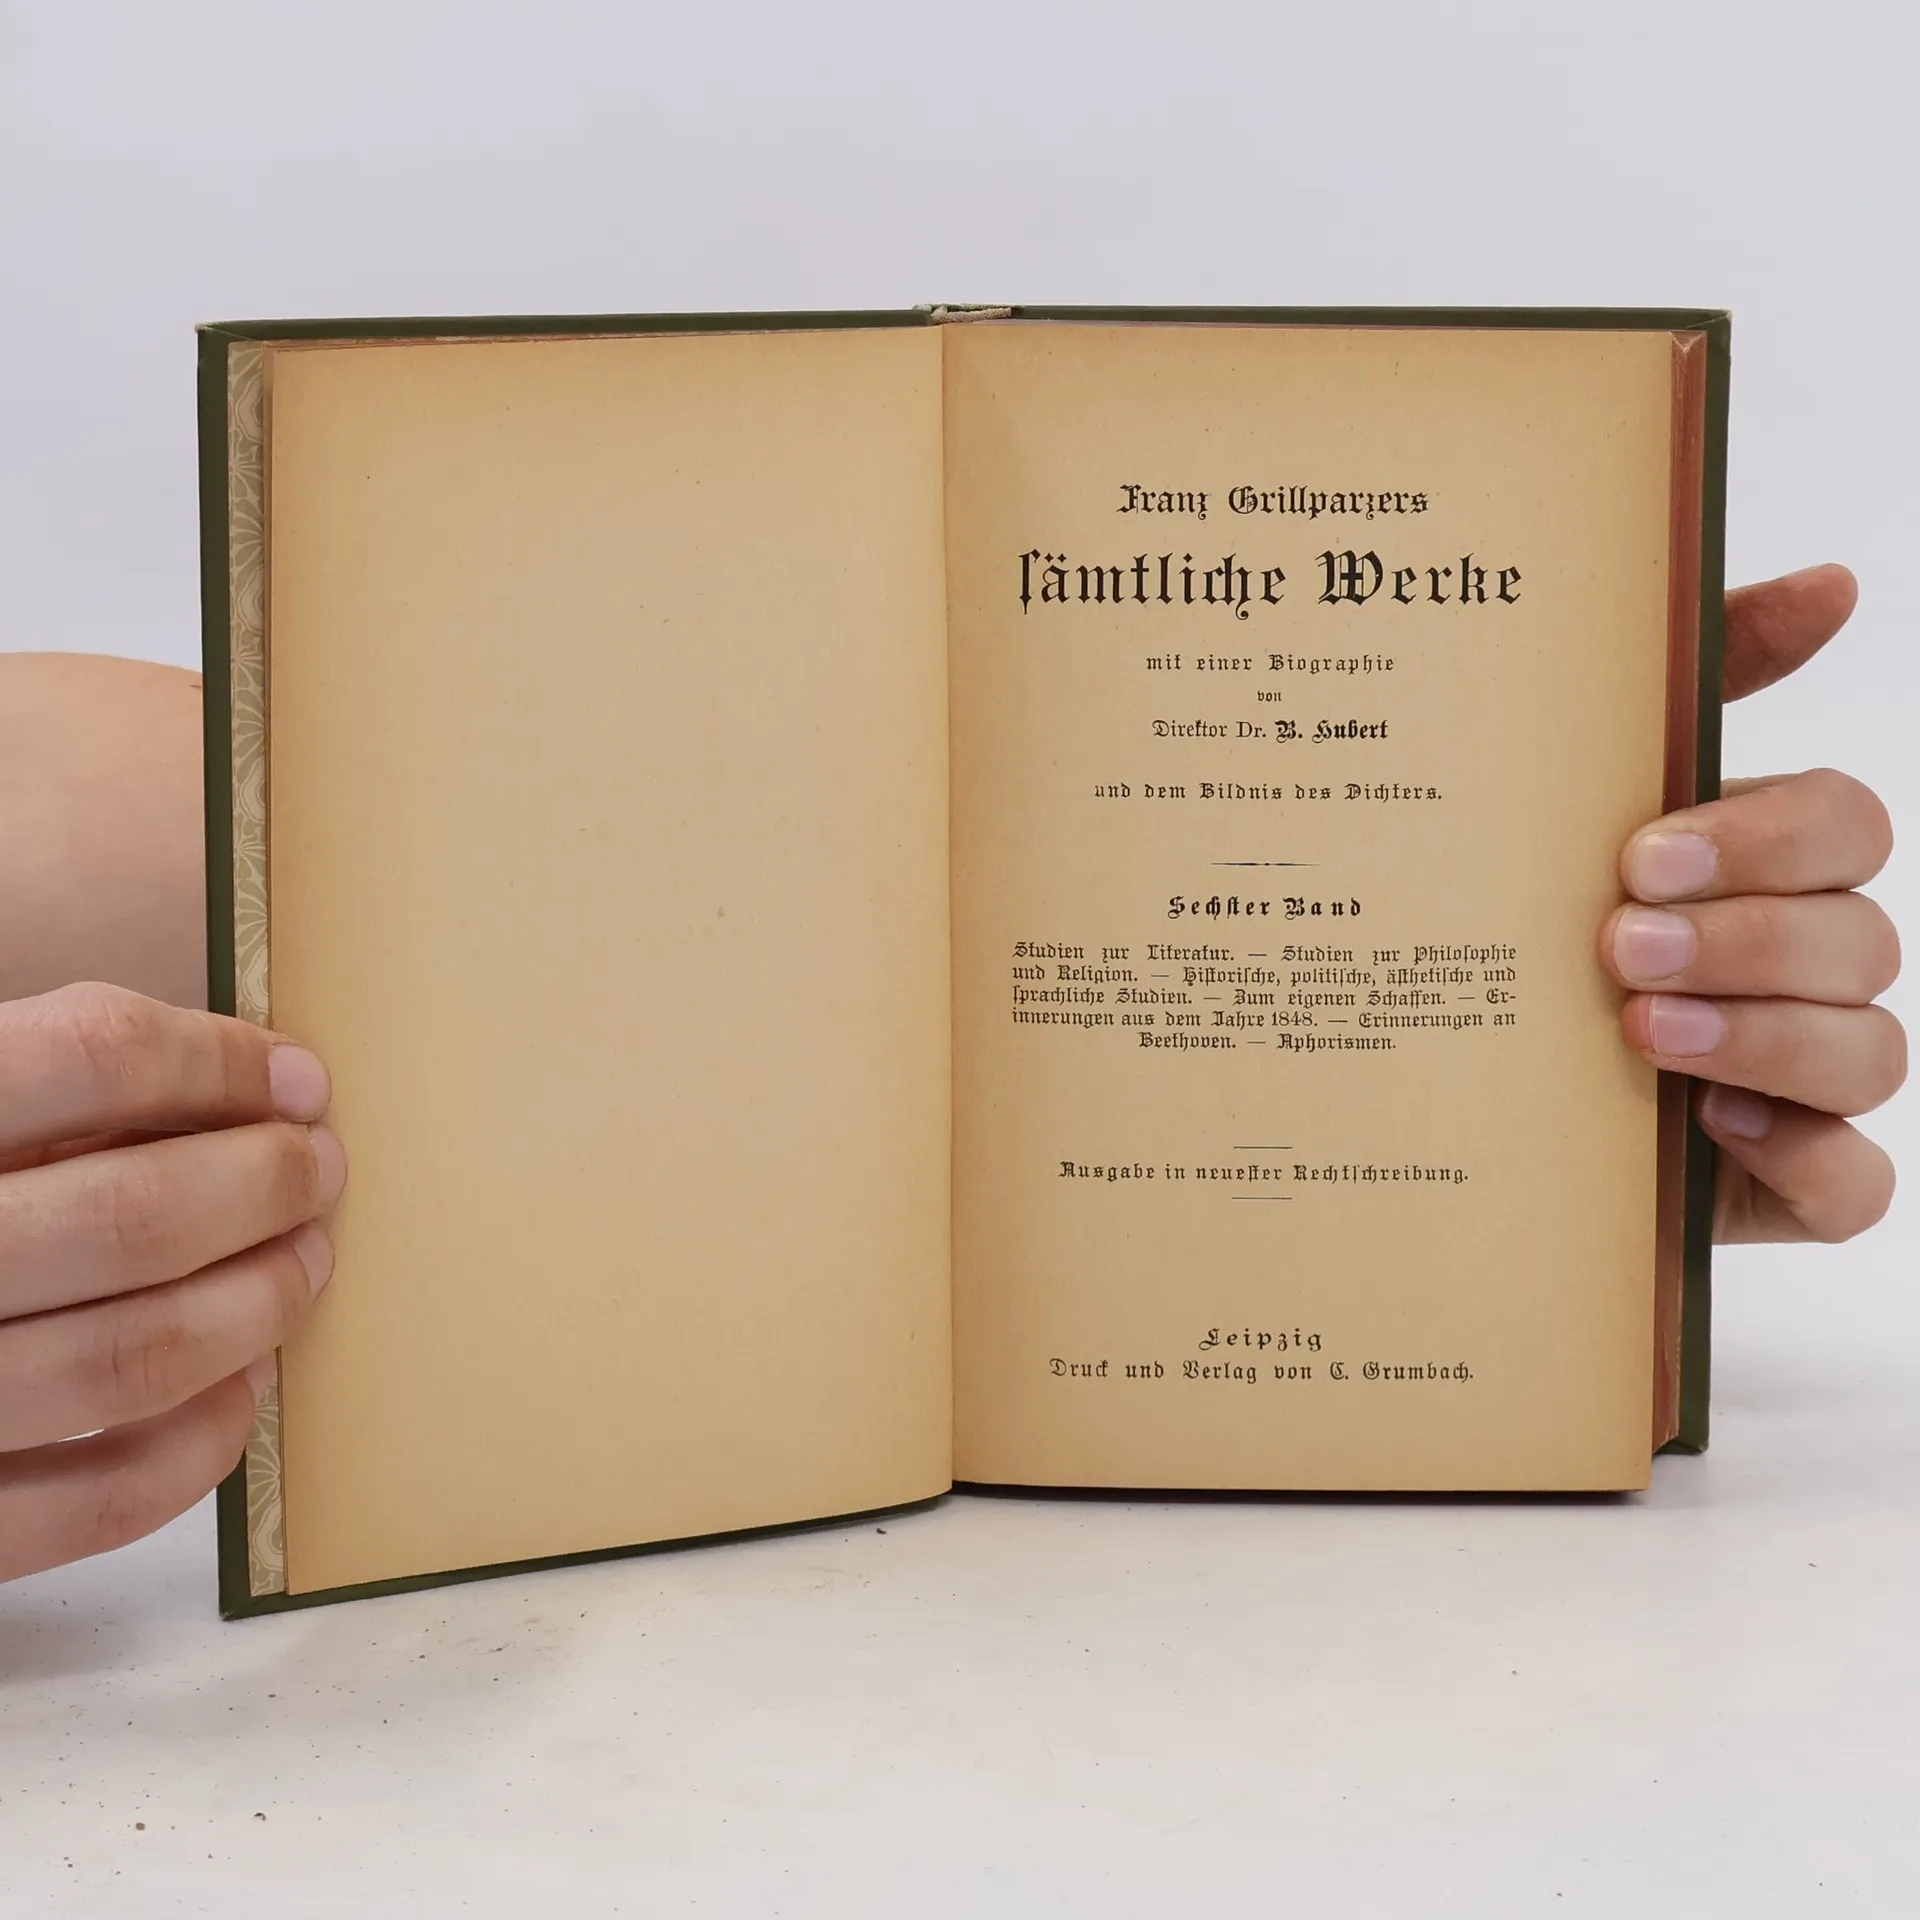 Franz Grillparzers
ſämtliche Werke
mit einer Biographie
von
Direktor Dr. B. Hubert
und dem Bildnis des Dichters.
Sechſter Band
Studien zur Literatur. — Studien zur Philoſophie
und Religion. — Hiſtoriſche, politiſche, äſthetiſche und
ſprachliche Studien. — Zum eigenen Schaffen. — Er-
innerungen aus dem Jahre 1848. — Erinnerungen an
Beethoven. — Aphorismen.
Ausgabe in neueſter Rechtſchreibung.
Leipzig
Druck und Verlag von C. Grumbach.